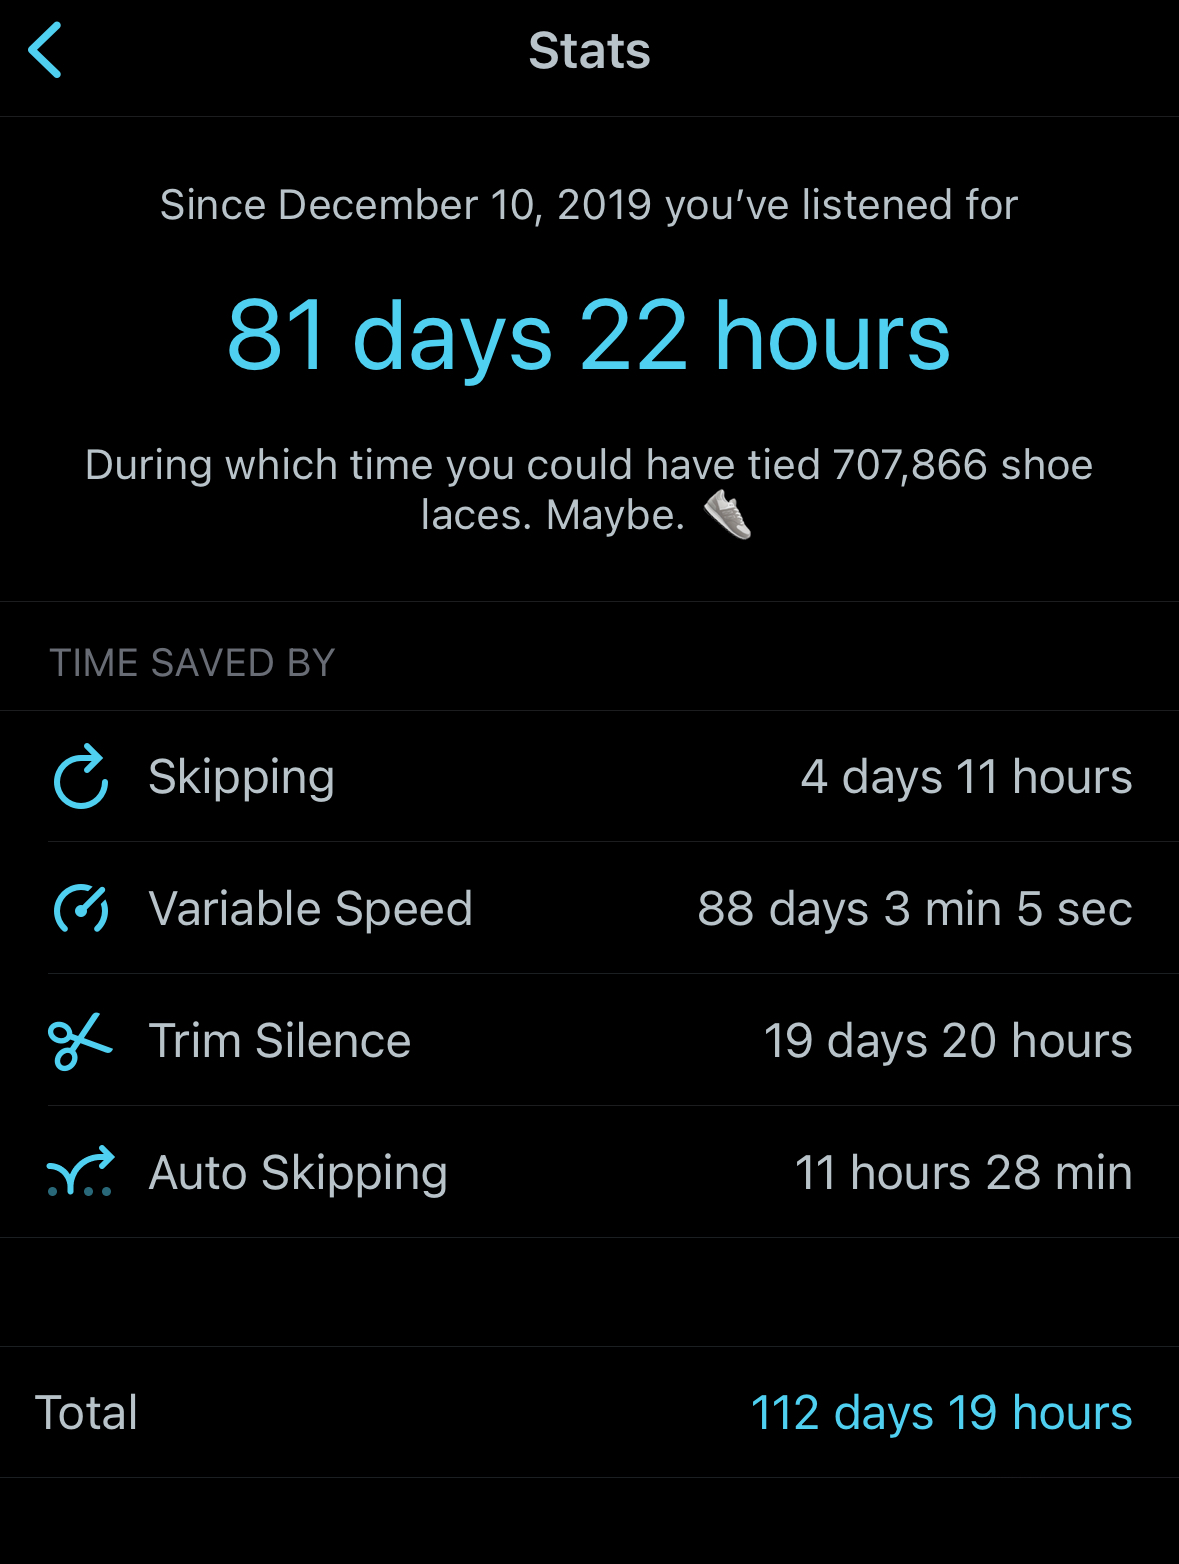 Stats
Since December 10, 2019 you’ve listened for
81 days 22 hours
During which time you could have tied 707,866 shoe
laces. Maybe. 👟
TIME SAVED BY
Skipping 4 days 11 hours
Variable Speed 88 days 3 min 5 sec
Trim Silence 19 days 20 hours
Auto Skipping 11 hours 28 min
Total 112 days 19 hours